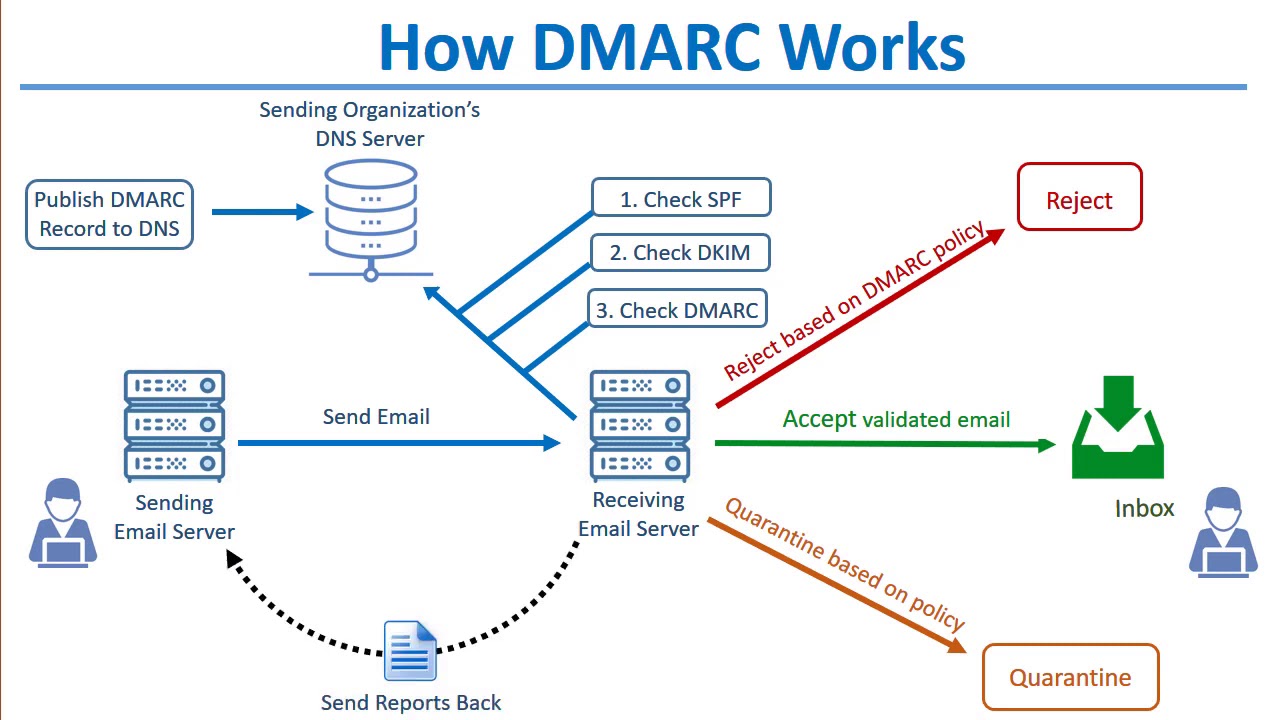 How DMARC Works
Sending Organization's
DNS Server
Publish DMARC
Record to DNS
1. Check SPF
2. Check DKIM
3. Check DMARC
Reject
Reject based on DMARC policy
Send Email
Accept validated email
Sending
Email Server
Receiving
Email Server
Inbox
Quarantine based on policy
Quarantine
Send Reports Back